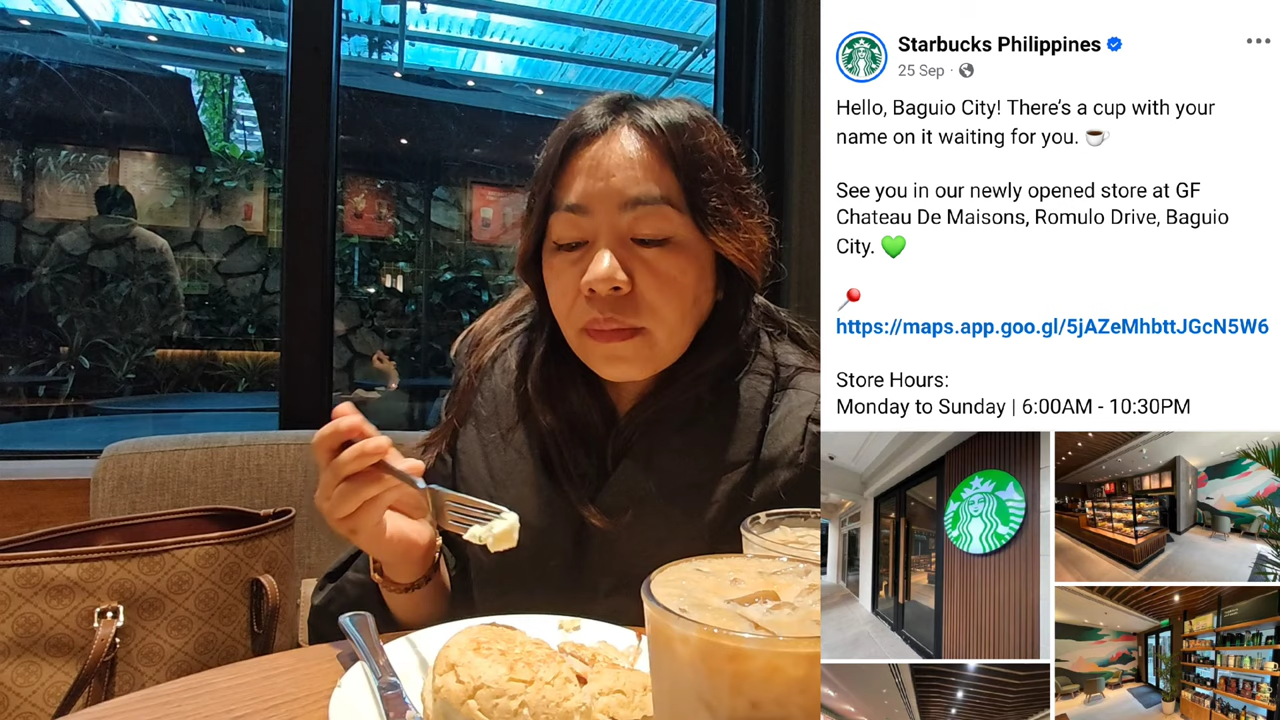 Starbucks Philippines
25 Sep
Hello, Baguio City! There's a cup with your
name on it waiting for you. ☕
See you in our newly opened store at GF
Chateau De Maisons, Romulo Drive, Baguio
City. 💚
📍
https://maps.app.goo.gl/5jAZeMhbttJGcN5W6
Store Hours:
Monday to Sunday | 6:00AM - 10:30PM